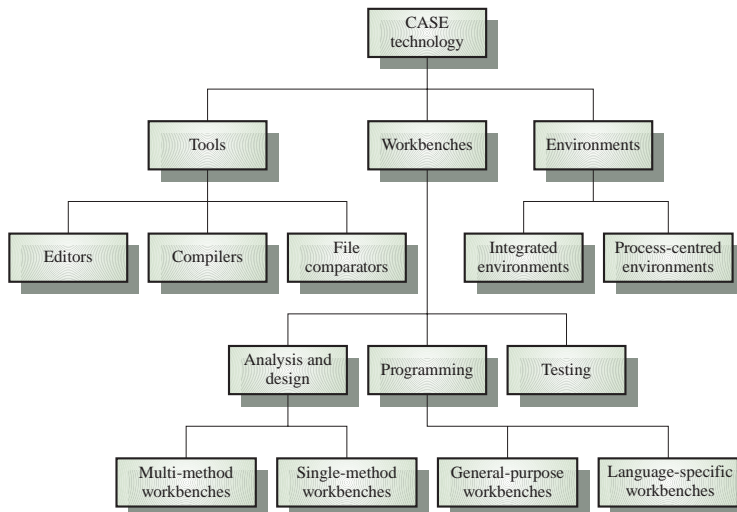 CASE
technology
Tools
Workbenches
Environments
Editors
Compilers
File
comparators
Integrated
environments
Process-centred
environments
Analysis and
design
Programming
Testing
Multi-method
workbenches
Single-method
workbenches
General-purpose
workbenches
Language-specific
workbenches